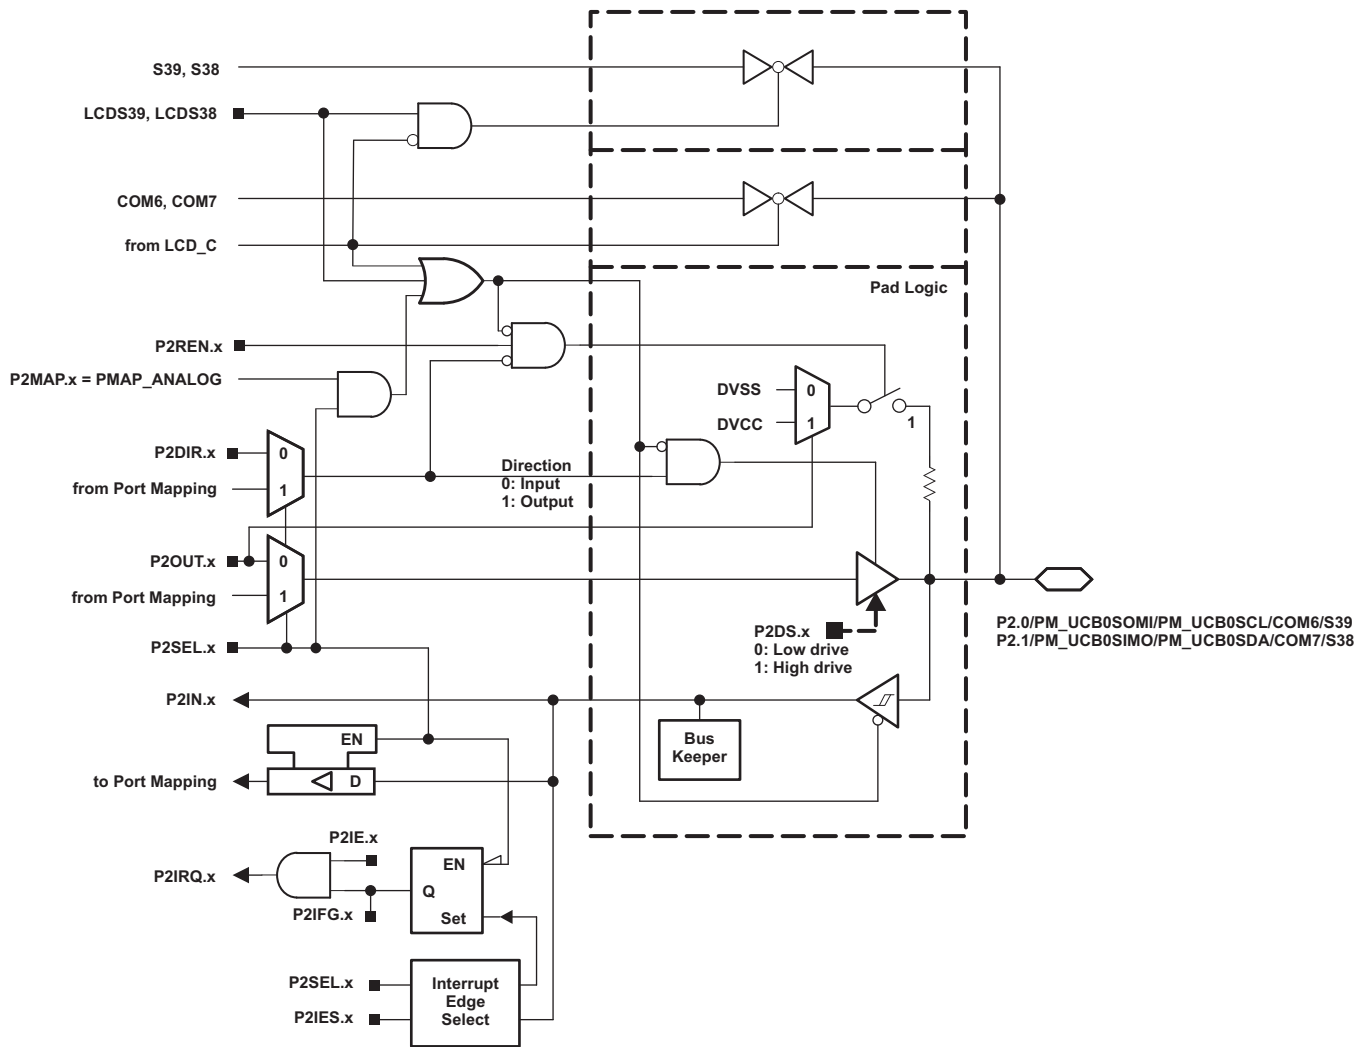 S39, S38
LCDS39, LCDS38
COM6, COM7
from LCD_C
Pad Logic
P2REN.x
P2MAP.x = PMAP_ANALOG
DVSS
0
DVCC
1
1
P2DIR.x
0
from Port Mapping
1
Direction
0: Input
1: Output
P2OUT.x
0
from Port Mapping
1
P2SEL.x
P2DS.x
0: Low drive
1: High drive
P2.0/PM_UCB0SOMI/PM_UCB0SCL/COM6/S39
P2.1/PM_UCB0SIMO/PM_UCB0SDA/COM7/S38
P2IN.x
Bus
Keeper
EN
to Port Mapping
D
P2IE.x
P2IRQ.x
EN
Q
P2IFG.x
Set
P2SEL.x
P2IES.x
Interrupt
Edge
Select